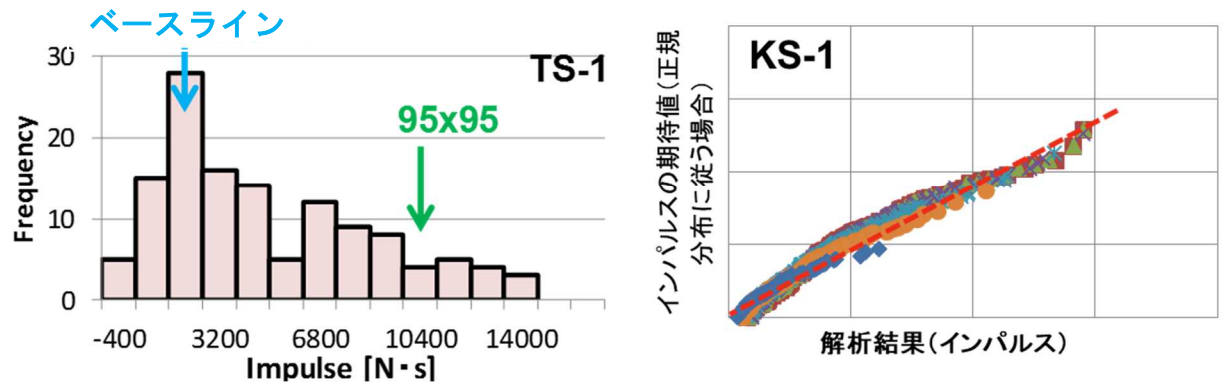 ベースライン
TS-1
95x95
Frequency
30
20
10
0
-400 3200 6800 10400 14000
Impulse [N・s]
KS-1
インパルスの期待値(正規
分布に従う場合)
解析結果(インパルス)